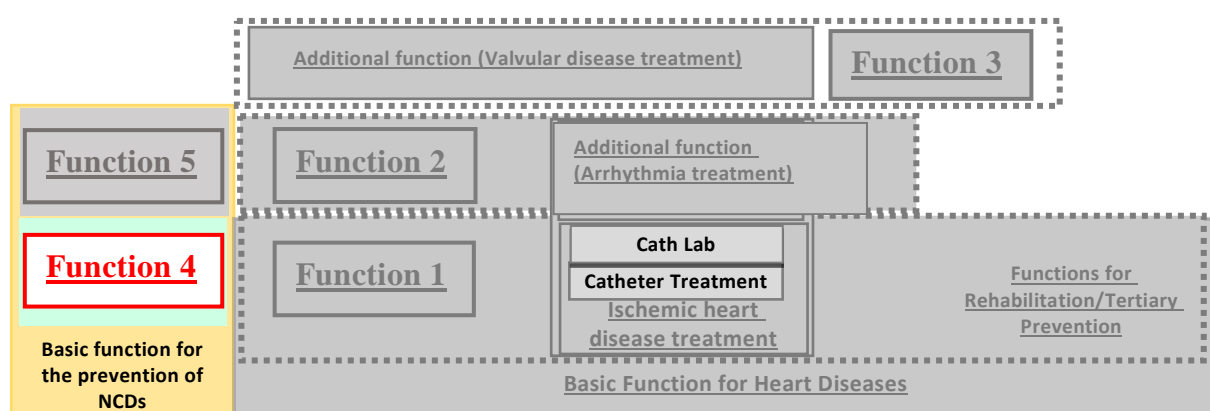 Additional function (Valvular disease treatment)
Function 3
Function 5
Function 2
Additional function
(Arrhythmia treatment)
Function 4
Function 1
Cath Lab
Catheter Treatment
Ischemic heart
disease treatment
Functions for
Rehabilitation/Tertiary
Prevention
Basic function for
the prevention of
NCDs
Basic Function for Heart Diseases